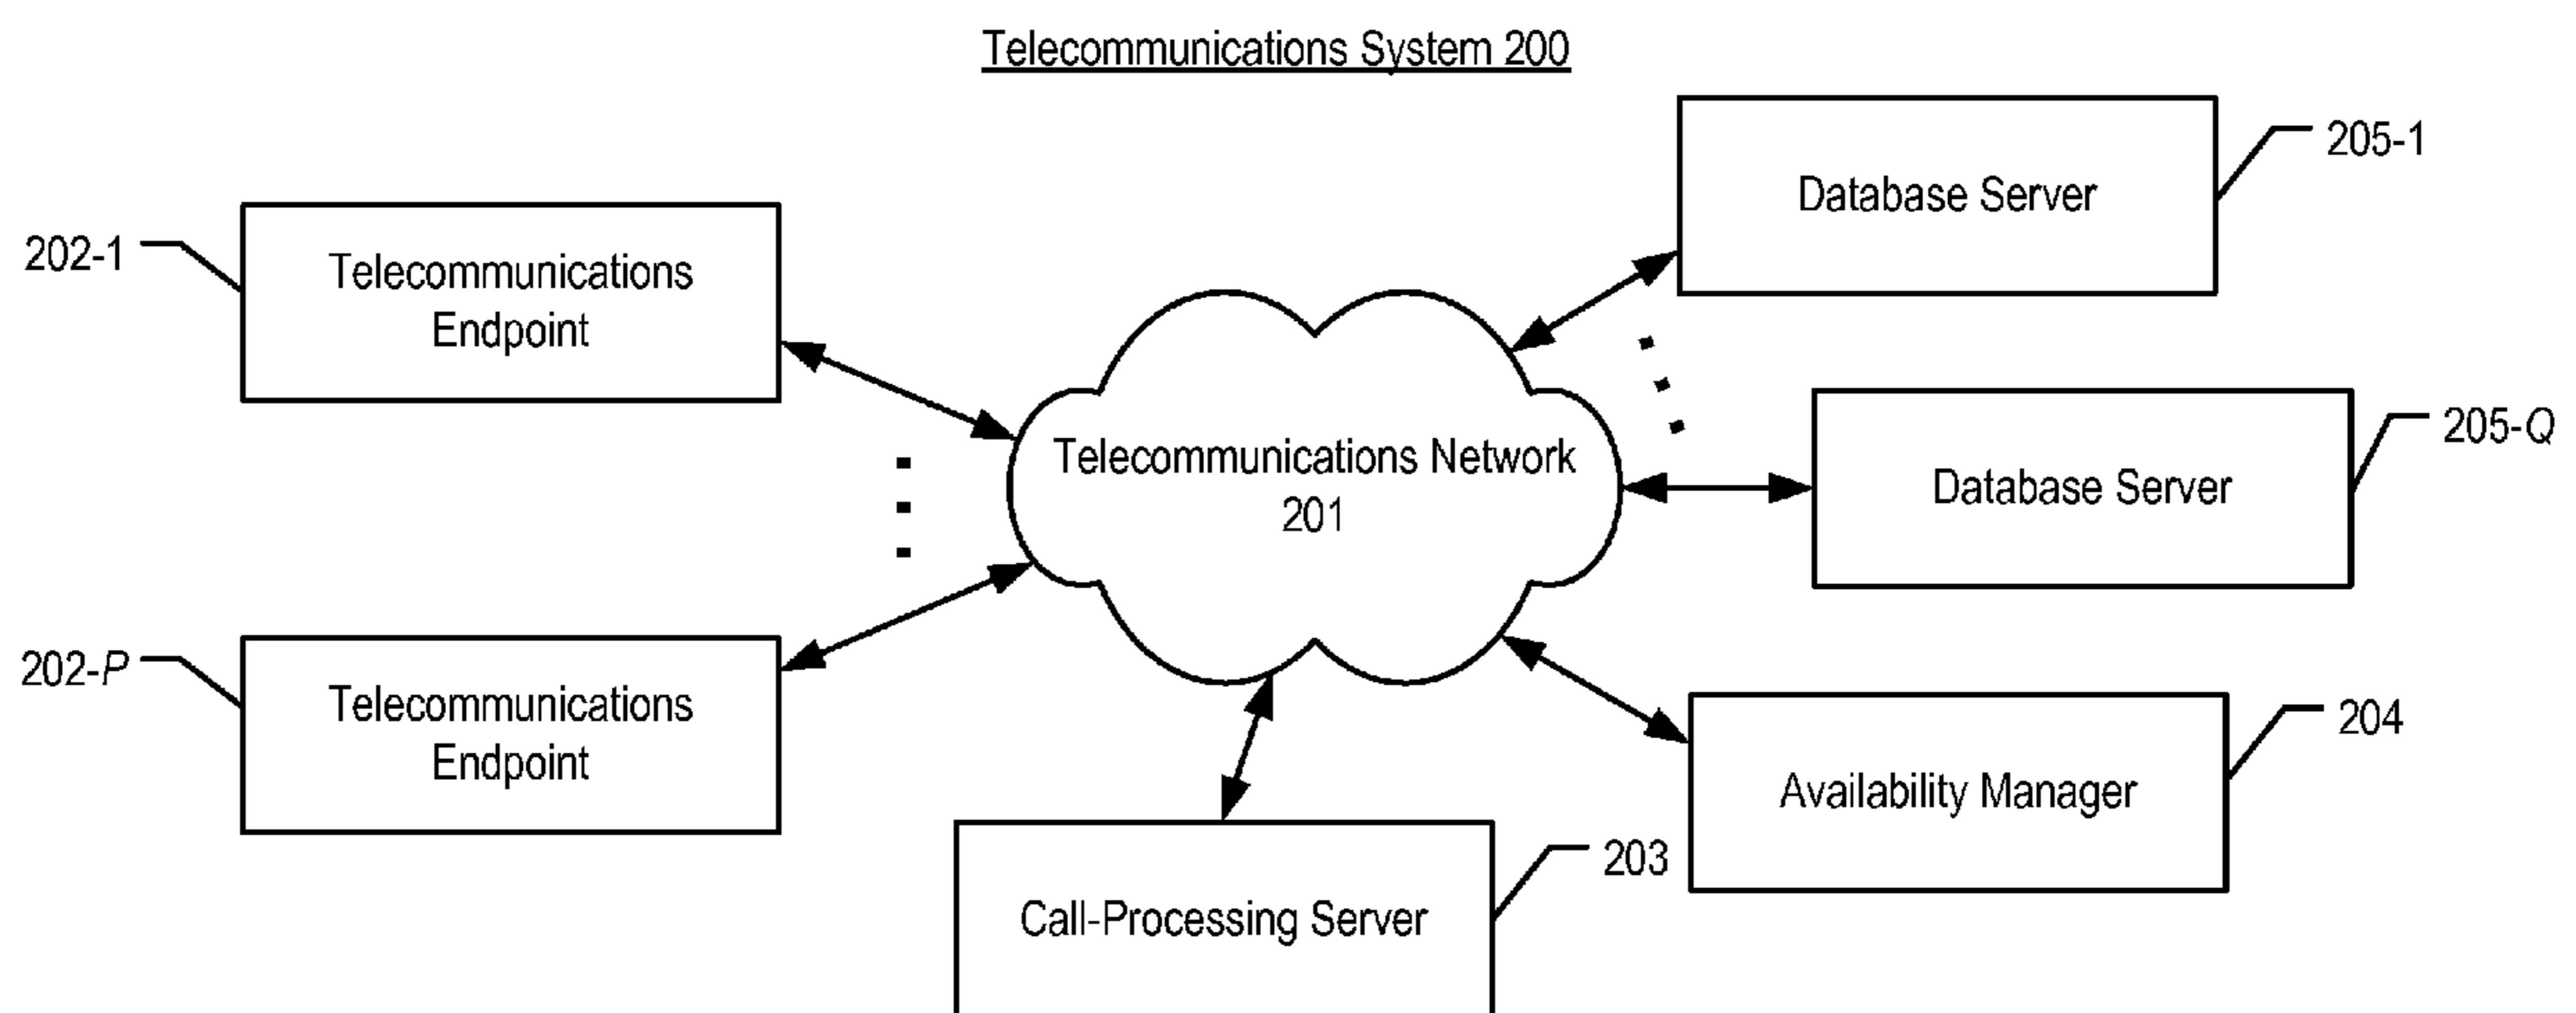 Telecommunications System 200
205-1
Database Server
202-1
Telecommunications
Endpoint
205-Q
Telecommunications Network
201
Database Server
202-P
Telecommunications
Endpoint
204
Availability Manager
203
Call-Processing Server